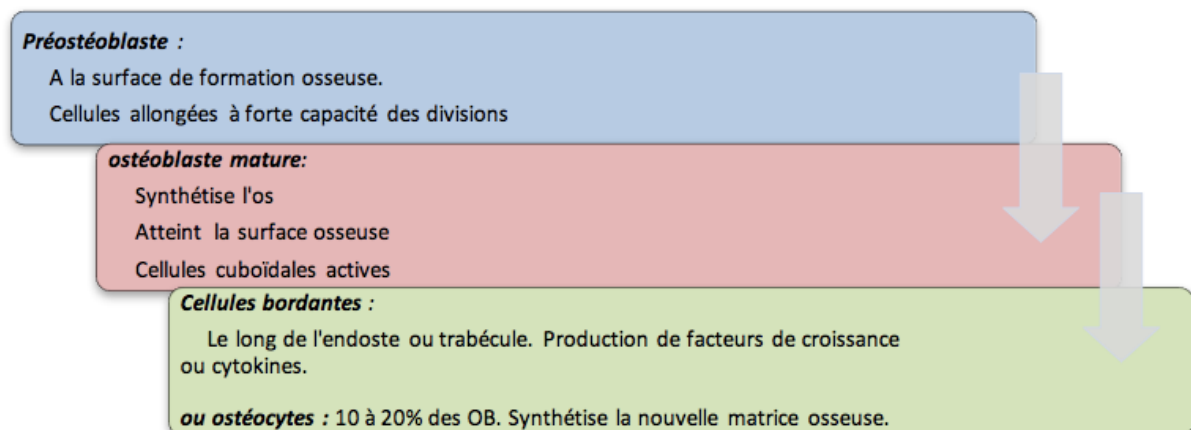 Préostéoblaste :
A la surface de formation osseuse.
Cellules allongées à forte capacité des divisions
ostéoblaste mature:
Synthétise l'os
Atteint la surface osseuse
Cellules cuboïdales actives
Cellules bordantes :
Le long de l'endoste ou trabécule. Production de facteurs de croissance
ou cytokines.
ou ostéocytes : 10 à 20% des OB. Synthétise la nouvelle matrice osseuse.